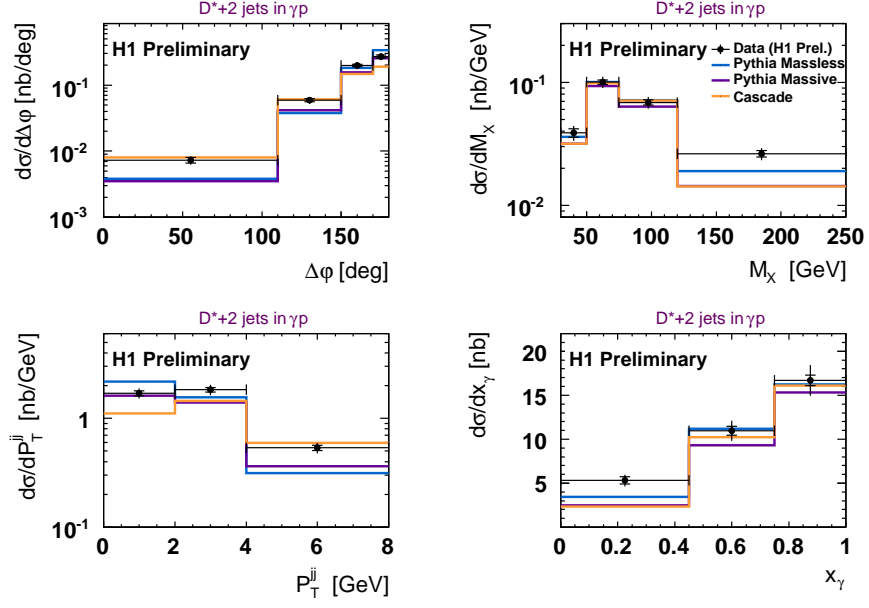 D*+2 jets in γp
H1 Preliminary
dσ/dΔφ [nb/deg]
10⁻¹
10⁻²
10⁻³
0 50 100 150
Δφ [deg]
D*+2 jets in γp
H1 Preliminary
Data (H1 Prel.)
Pythia Massless
Pythia Massive
Cascade
dσ/dM_X [nb/GeV]
10⁻¹
10⁻²
50 100 150 200 250
M_X [GeV]
D*+2 jets in γp
H1 Preliminary
dσ/dP_T^jj [nb/GeV]
1
10⁻¹
0 2 4 6 8
P_T^jj [GeV]
D*+2 jets in γp
H1 Preliminary
dσ/dx_γ [nb]
20
15
10
5
0 0.2 0.4 0.6 0.8 1
x_γ